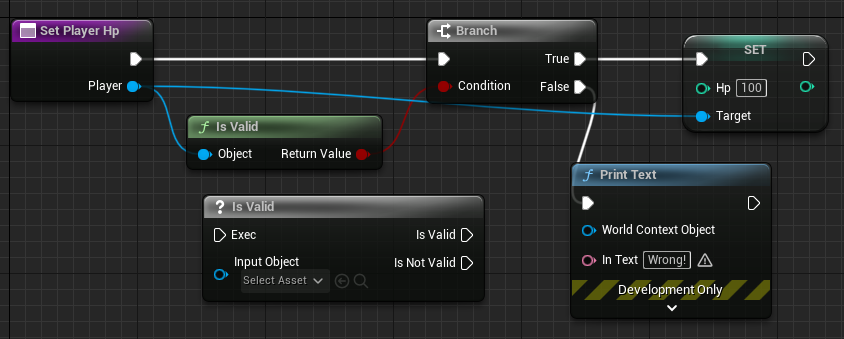 Set Player Hp
Player
Branch
True
Condition
False
SET
Hp 100
Target
f Is Valid
Object Return Value
? Is Valid
Exec Is Valid
Input Object Is Not Valid
Select Asset
f Print Text
World Context Object
In Text Wrong!
Development Only